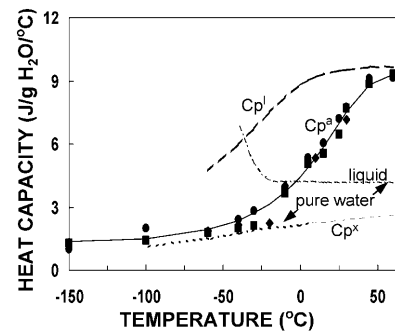 HEAT CAPACITY (J/g H₂O/°C)
12
9
6
3
0
Cpˡ
Cpᵃ
liquid
pure water
Cpˣ
-150
-100
-50
0
50
TEMPERATURE (°C)